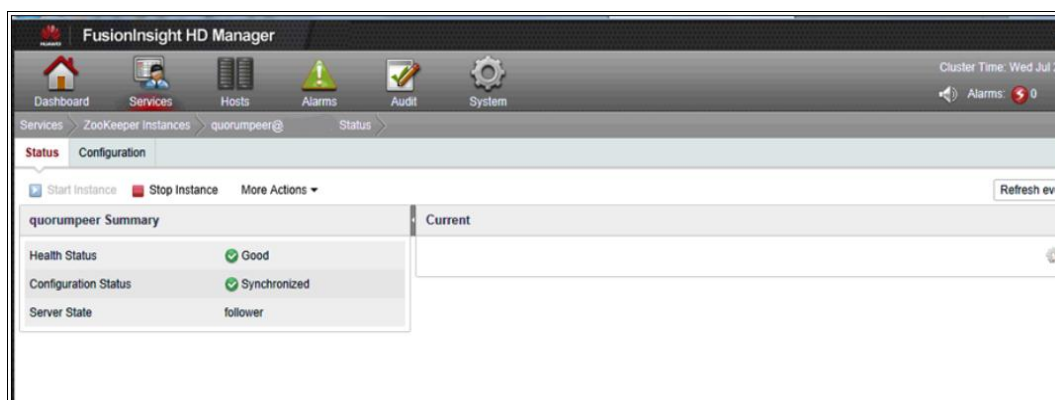 HUAWEI FusionInsight HD Manager
Dashboard Services Hosts Alarms Audit System
Cluster Time: Wed Jul
Alarms: 0
Services ZooKeeper Instances quorumpeer@ Status
Status Configuration
Start Instance Stop Instance More Actions
Refresh
quorumpeer Summary
Current
Health Status Good
Configuration Status Synchronized
Server State follower